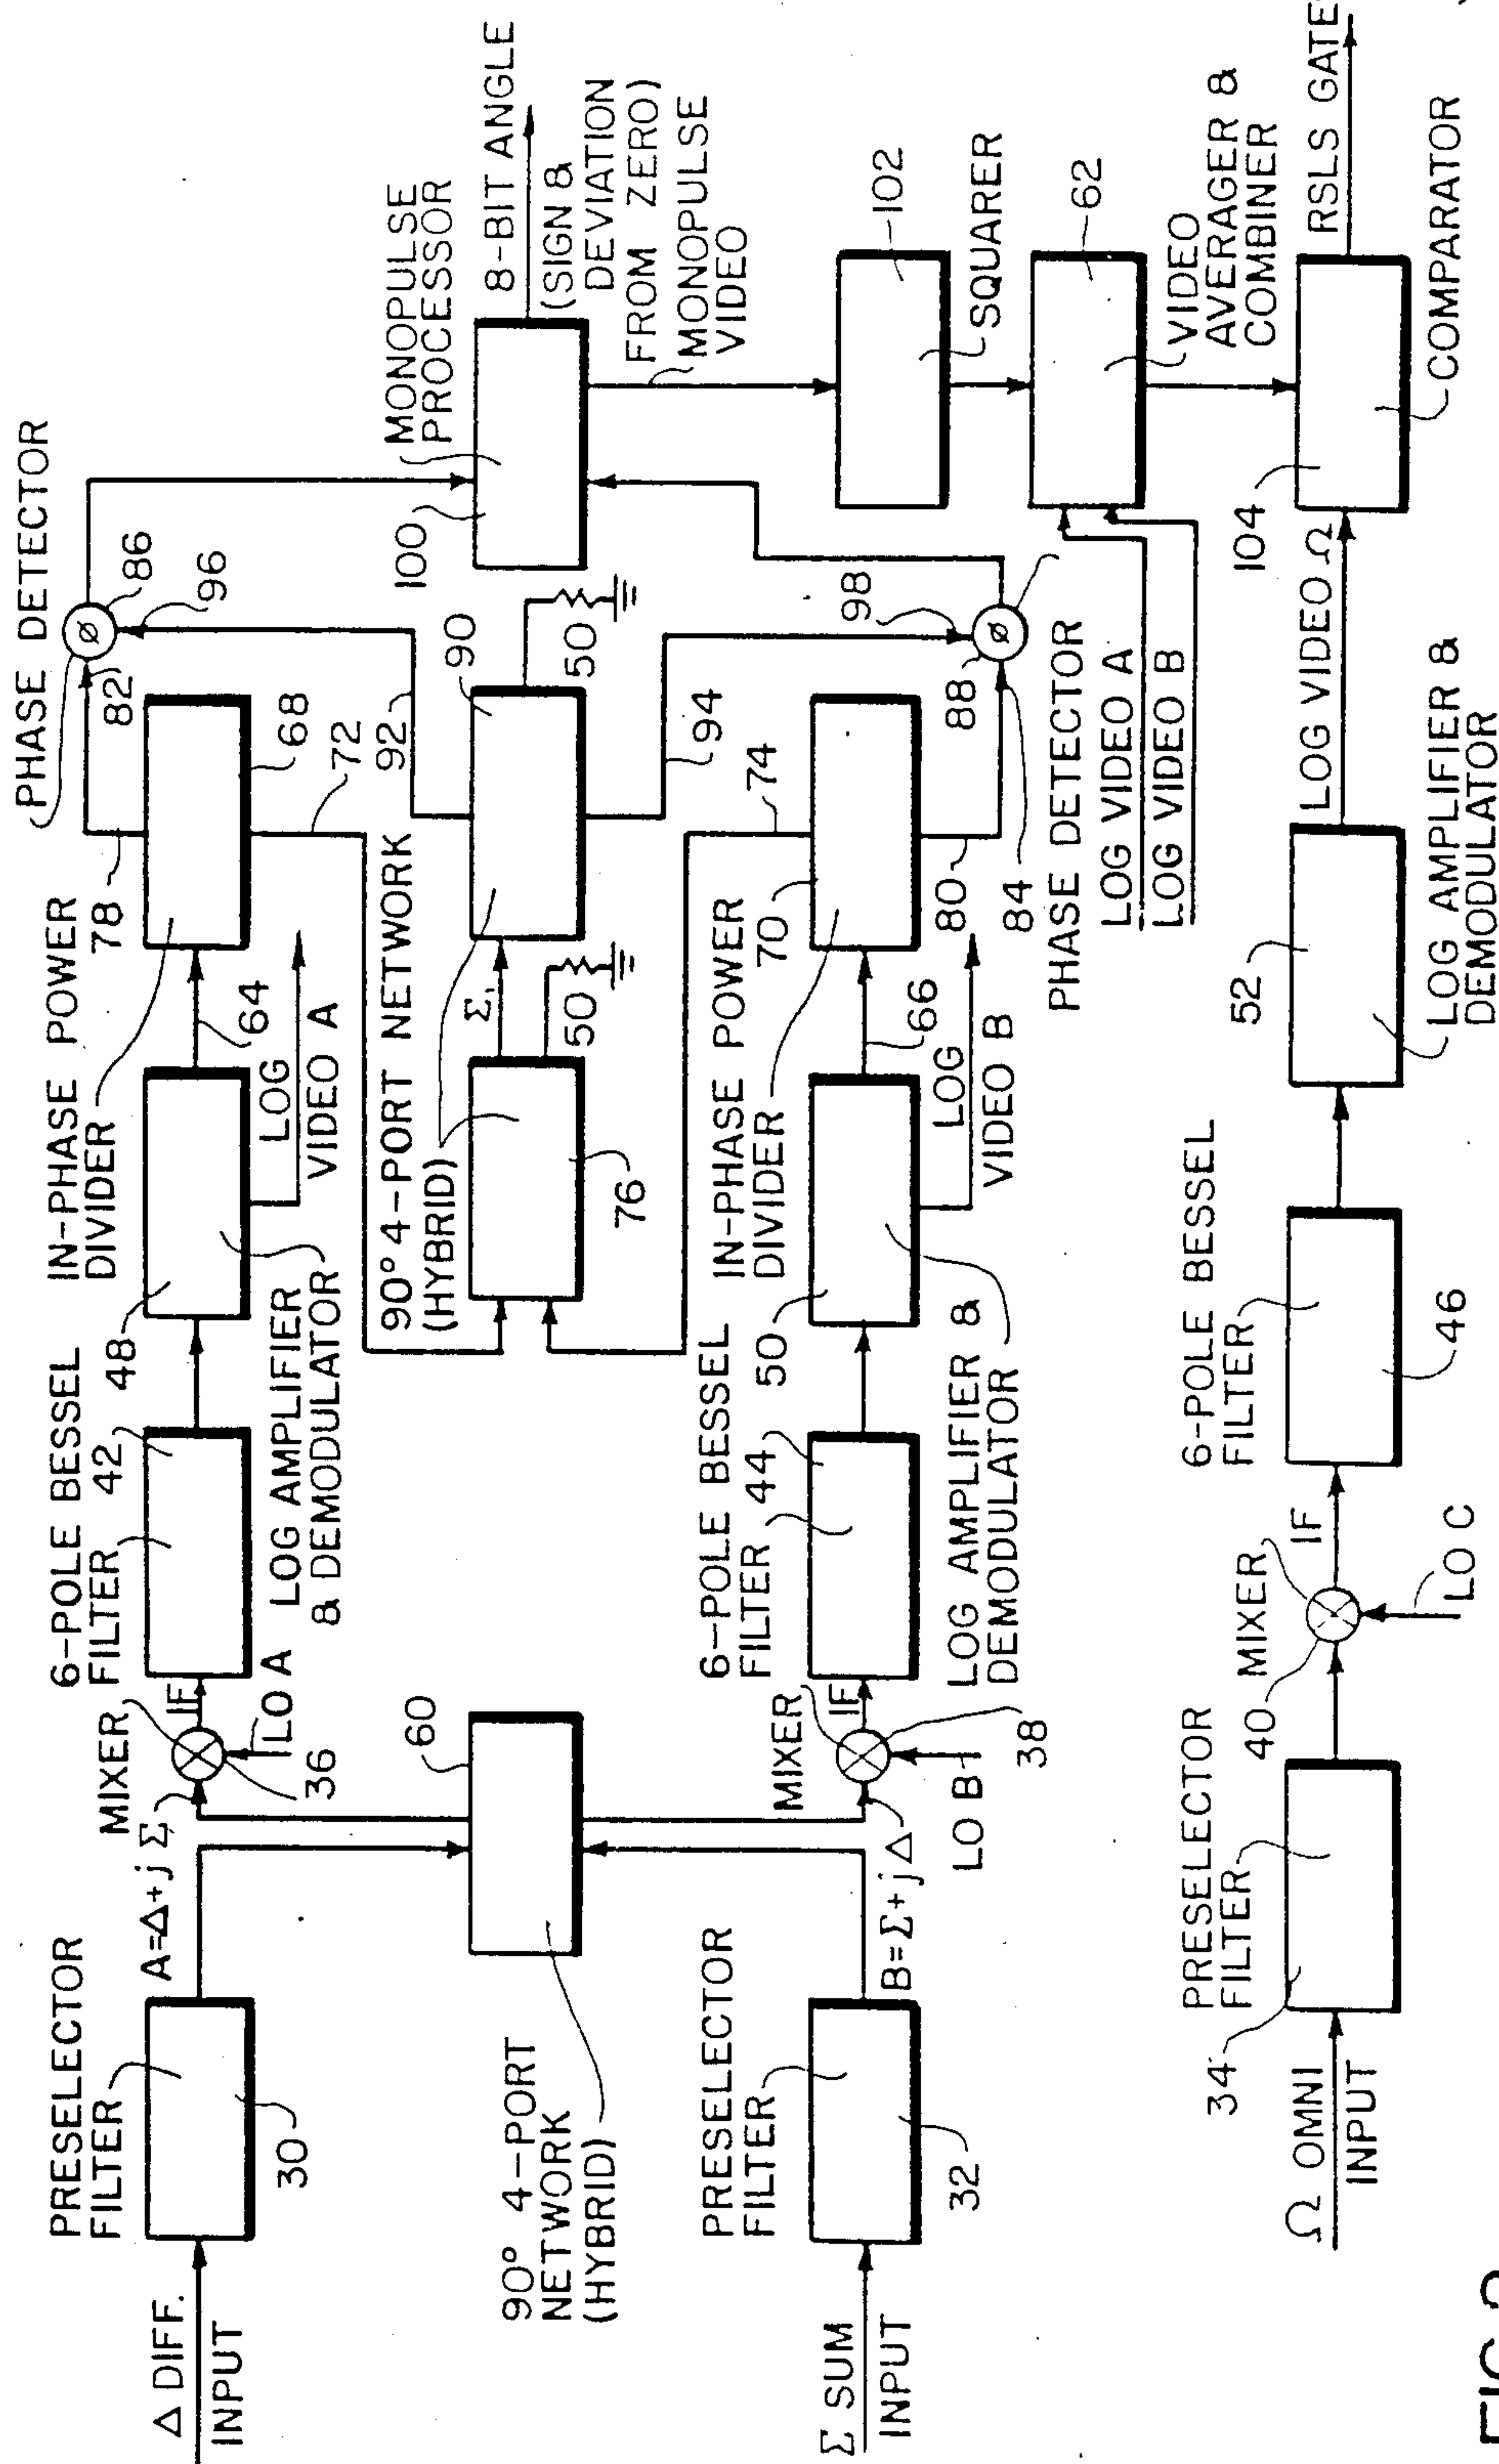 Δ DIFF.
INPUT
PRESELECTOR
FILTER
30
A=Δ+j Σ
MIXER
IF
LO A
36
6-POLE BESSEL
FILTER
42
48
LOG AMPLIFIER
& DEMODULATOR
IN-PHASE POWER
DIVIDER
64
LOG
VIDEO A
78
68
72
PHASE DETECTOR
82
86
96
90° 4-PORT
NETWORK
(HYBRID)
60
90° 4-PORT NETWORK
(HYBRID)
76
Σ,
50
90
92
94
50
100
MONOPULSE
PROCESSOR
8-BIT ANGLE
(SIGN &
DEVIATION
FROM ZERO)
MONOPULSE
VIDEO
Σ SUM
INPUT
PRESELECTOR
FILTER
32
B=Σ+j Δ
MIXER
IF
LO B
38
6-POLE BESSEL
FILTER
44
50
LOG AMPLIFIER &
DEMODULATOR
IN-PHASE POWER
DIVIDER
66
LOG
VIDEO B
70
74
80
84
88
98
PHASE DETECTOR
102
SQUARER
LOG VIDEO A
LOG VIDEO B
62
VIDEO
AVERAGER &
COMBINER
Ω OMNI
INPUT
PRESELECTOR
FILTER
34
MIXER
40
IF
LO C
6-POLE BESSEL
FILTER
46
52
LOG AMPLIFIER &
DEMODULATOR
LOG VIDEO Ω
104
COMPARATOR
RSLS GATE